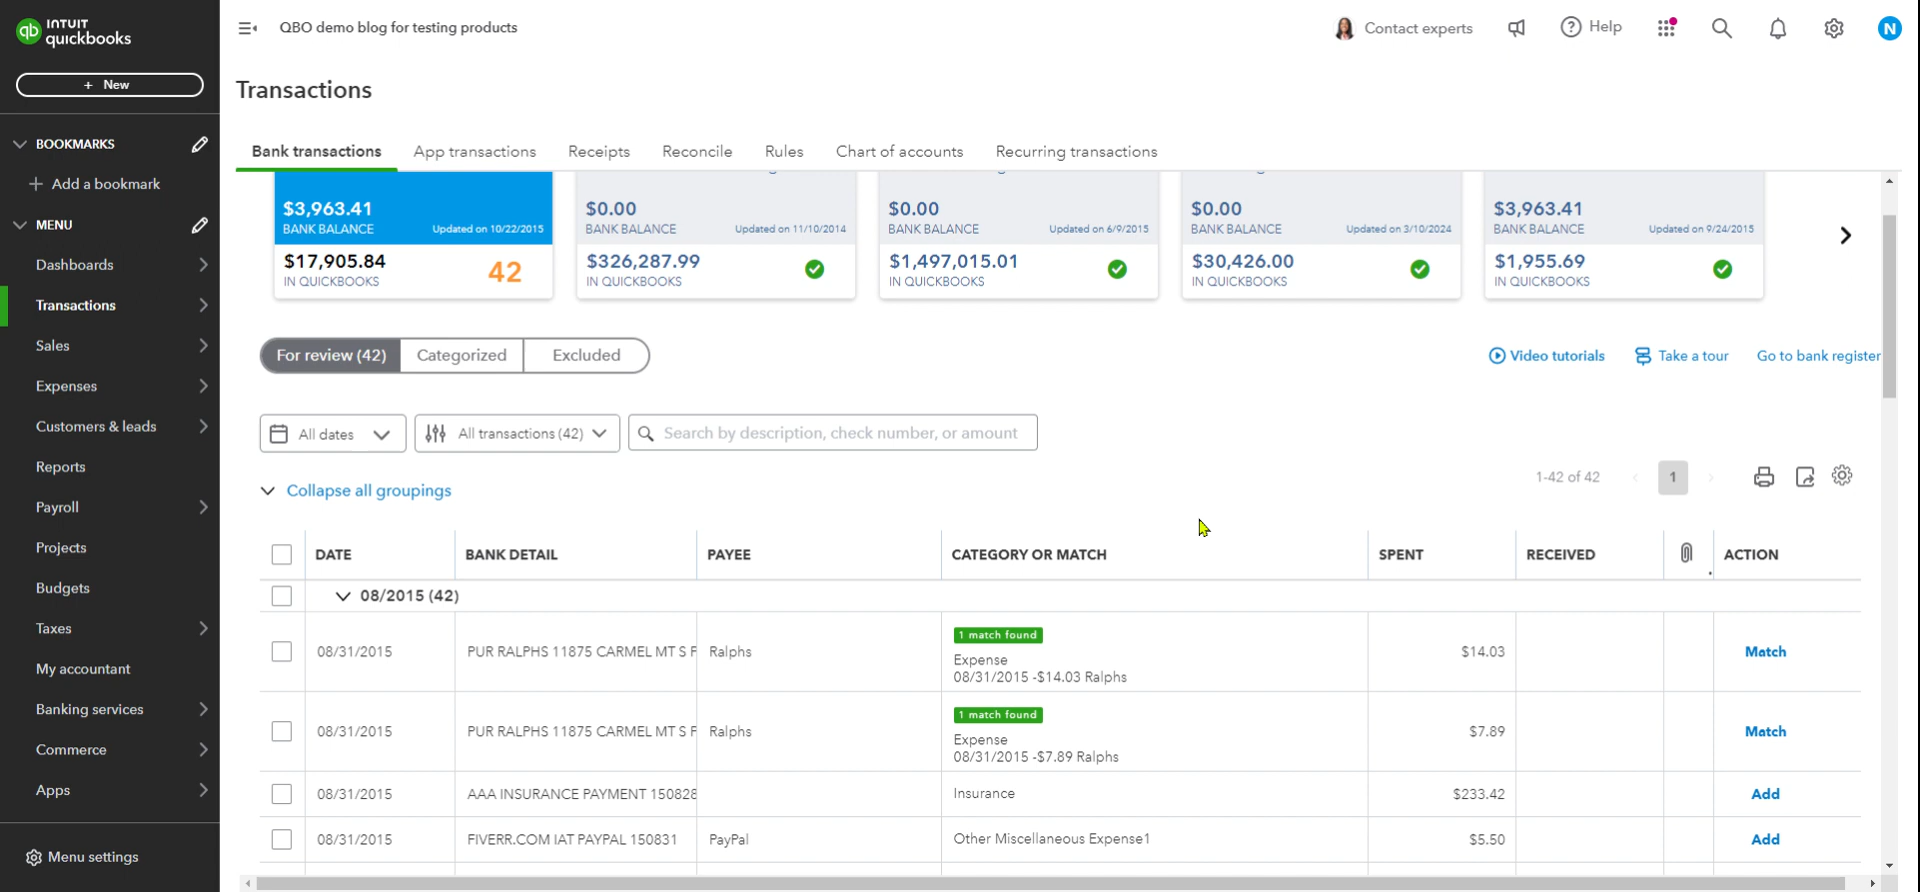 INTUIT
quickbooks
+ New
BOOKMARKS
+ Add a bookmark
MENU
Dashboards
Transactions
Sales
Expenses
Customers & leads
Reports
Payroll
Projects
Budgets
Taxes
My accountant
Banking services
Commerce
Apps
Menu settings
QBO demo blog for testing products
Contact experts
Help
N
Transactions
Bank transactions App transactions Receipts Reconcile Rules Chart of accounts Recurring transactions
$3,963.41
BANK BALANCE Updated on 10/22/2015
$17,905.84
IN QUICKBOOKS
42
$0.00
BANK BALANCE Updated on 11/10/2014
$326,287.99
IN QUICKBOOKS
$0.00
BANK BALANCE Updated on 6/9/2015
$1,497,015.01
IN QUICKBOOKS
$0.00
BANK BALANCE Updated on 3/10/2024
$30,426.00
IN QUICKBOOKS
$3,963.41
BANK BALANCE Updated on 9/24/2015
$1,955.69
IN QUICKBOOKS
For review (42) Categorized Excluded
Video tutorials Take a tour Go to bank register
All dates All transactions (42) Search by description, check number, or amount
1-42 of 42 1
Collapse all groupings
DATE BANK DETAIL PAYEE CATEGORY OR MATCH SPENT RECEIVED ACTION
08/2015 (42)
1 match found
08/31/2015 PUR RALPHS 11875 CARMEL MT S Ralphs Expense $14.03 Match
08/31/2015 -$14.03 Ralphs
1 match found
08/31/2015 PUR RALPHS 11875 CARMEL MT S Ralphs Expense $7.89 Match
08/31/2015 -$7.89 Ralphs
08/31/2015 AAA INSURANCE PAYMENT 150828 Insurance $233.42 Add
08/31/2015 FIVERR.COM IAT PAYPAL 150831 PayPal Other Miscellaneous Expense1 $5.50 Add